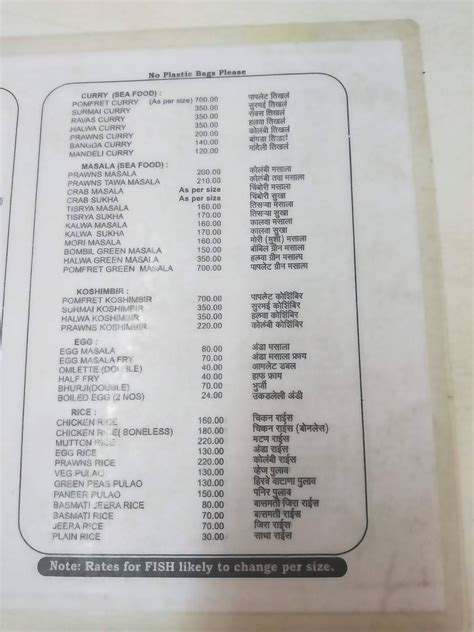 No Plastic Bags Please
CURRY (SEA FOOD) :
POMFRET CURRY (As per size) 700.00 पापलेट तिखलं
SURMAI CURRY 350.00 सुरमई तिखलं
RAVAS CURRY 350.00 रावस तिखलं
HALWA CURRY 350.00 हलवा तिखलं
PRAWNS CURRY 200.00 कोलंबी तिखलं
BANGDA CURRY 140.00 बांगडा तिखलं
MANDELI CURRY 120.00 मांदेली तिखलं
MASALA (SEA FOOD) :
PRAWNS MASALA 200.00 कोलंबी मसाला
PRAWNS TAWA MASALA 210.00 कोलंबी तवा मसाला
CRAB MASALA As per size चिंबोरी मसाला
CRAB SUKHA As per size चिंबोरी सुखा
TISRYA MASALA 160.00 तिसऱ्या मसाला
TISRYA SUKHA 170.00 तिसऱ्या सुखा
KALWA MASALA 160.00 कालवा मसाला
KALWA SUKHA 170.00 कालवा सुखा
MORI MASALA 160.00 मोरी (मुशी) मसाला
BOMBIL GREEN MASALA 150.00 बोंबिल ग्रीन मसाला
HALWA GREEN MASALA 350.00 हलवा ग्रीन मसाला
POMFRET GREEN MASALA 700.00 पापलेट ग्रीन मसाला
KOSHIMBIR :
POMFRET KOSHIMBIR 700.00 पापलेट कोशिंबिर
SURMAI KOSHIMBIR 350.00 सुरमई कोशिंबिर
HALWA KOSHIMBIR 350.00 हलवा कोशिंबिर
PRAWNS KOSHIMBIR 220.00 कोलंबी कोशिंबिर
EGG :
EGG MASALA 60.00 अंडा मसाला
EGG MASALA FRY 70.00 अंडा मसाला फ्राय
OMLETTE (DOUBLE) 40.00 आमलेट डबल
HALF FRY 40.00 हाफ फ्राय
BHURJI(DOUBLE) 70.00 भुर्जी
BOILED EGG (2 NOS) 24.00 उकडलेली अंडी
RICE :
CHICKEN RICE 160.00 चिकन राईस
CHICKEN RICE( BONELESS) 180.00 चिकन राईस (बोनलेस)
MUTTON RICE 220.00 मटण राईस
EGG RICE 130.00 अंडा राईस
PRAWNS RICE 220.00 कोलंबी राईस
VEG PULAO 130.00 व्हेज पुलाव
GREEN PEAS PULAO 130.00 हिरवे वाटाणा पुलाव
PANEER PULAO 150.00 पनिर पुलाव
BASMATI JEERA RICE 80.00 बासमती जिरा राईस
BASMATI RICE 70.00 बासमती राईस
JEERA RICE 70.00 जिरा राईस
PLAIN RICE 30.00 साधा राईस
Note: Rates for FISH likely to change per size.